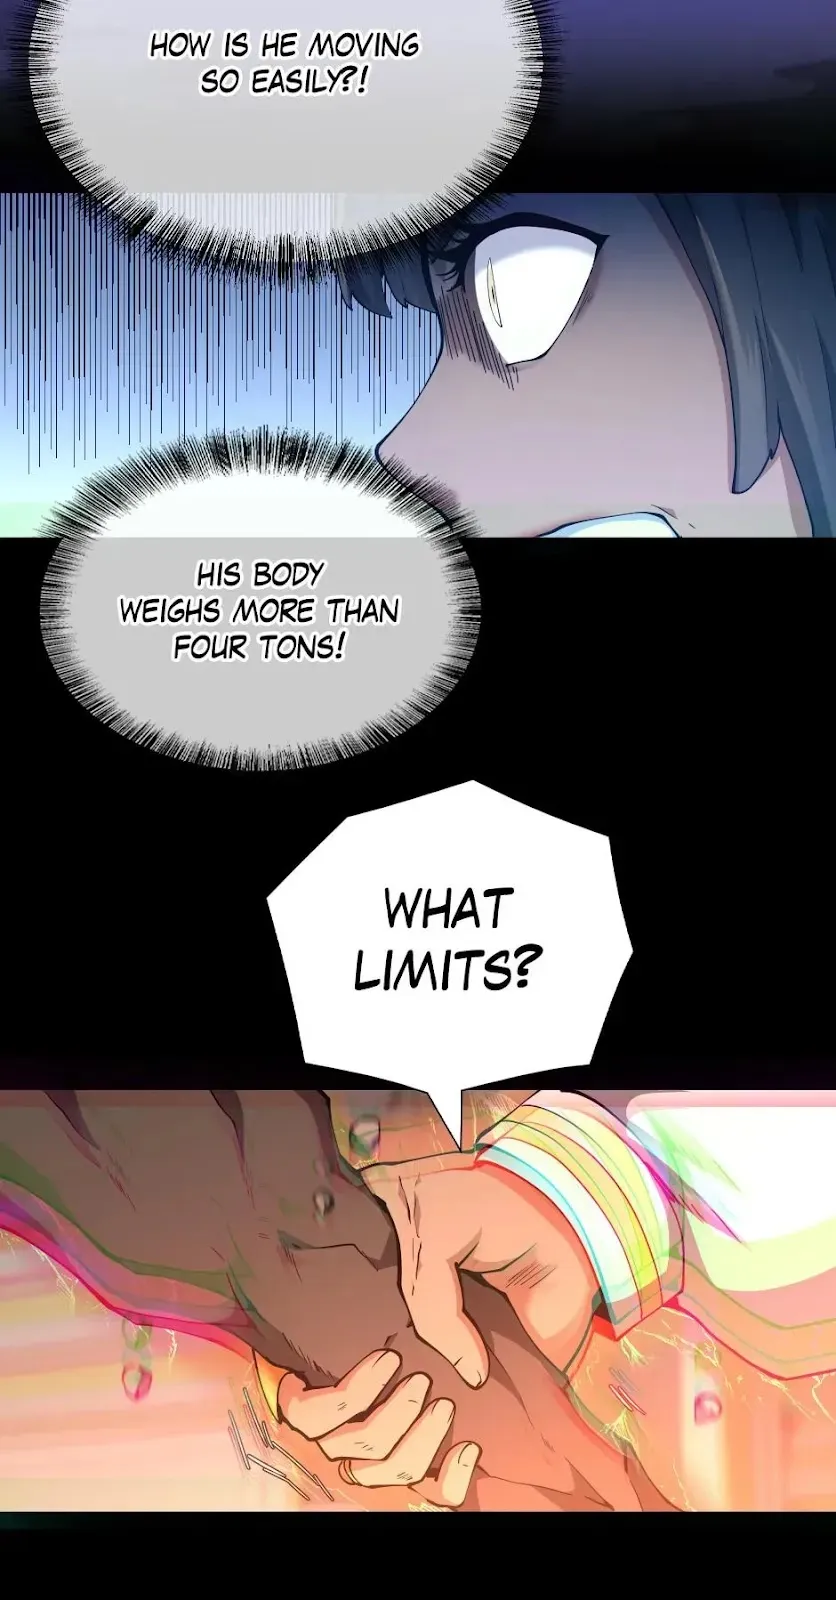 HOW IS HE MOVING
SO EASILY?!
HIS BODY
WEIGHS MORE THAN
FOUR TONS!
WHAT
LIMITS?